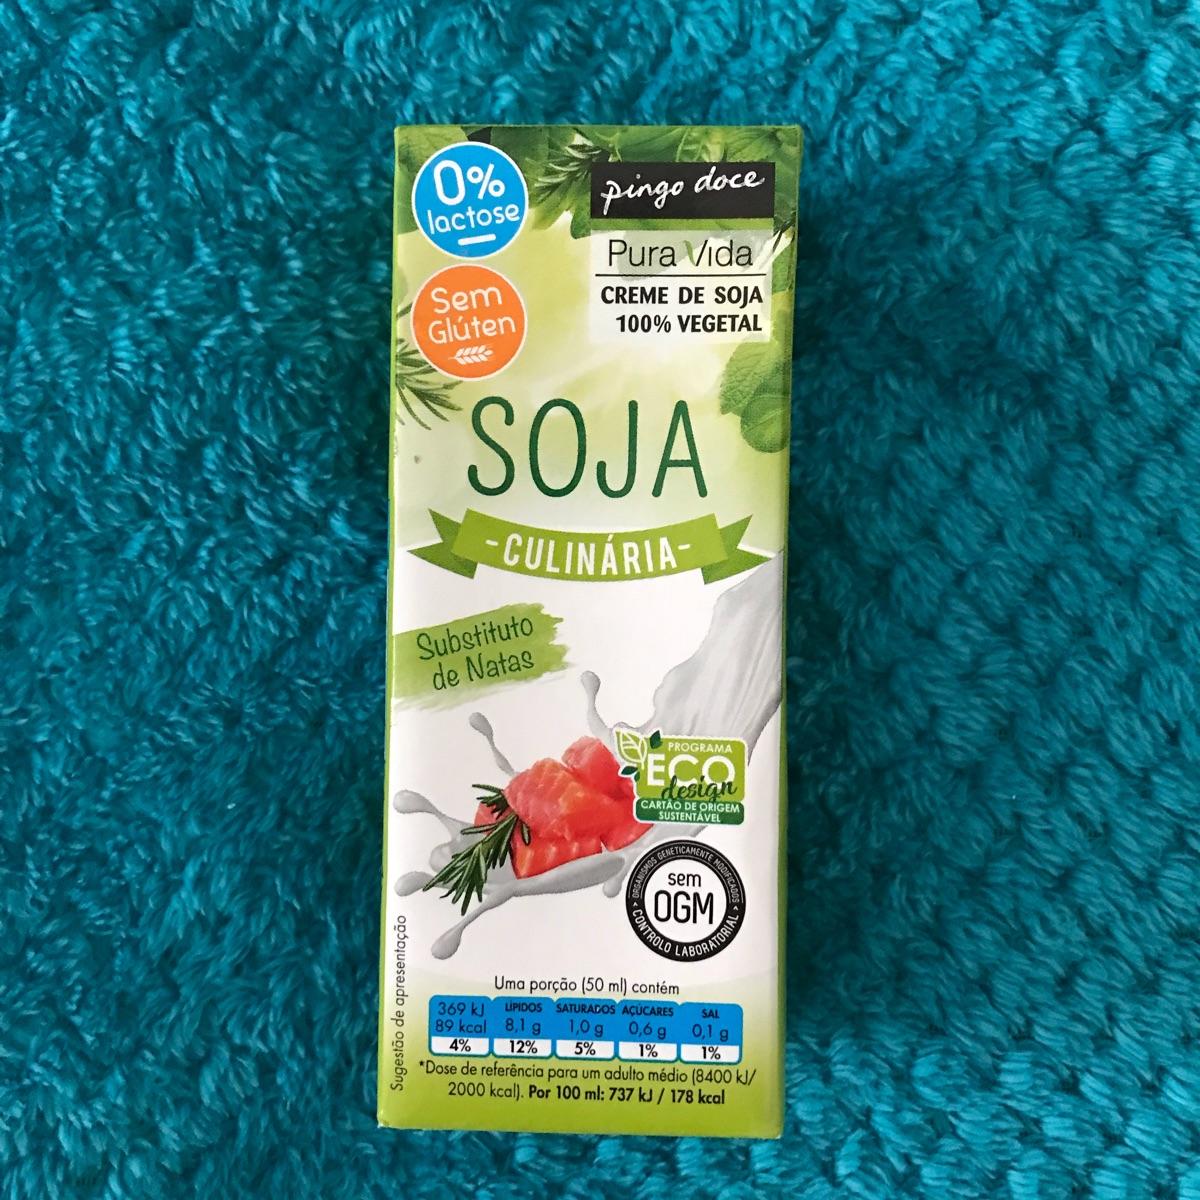 0%
lactose
pingo doce
Pura Vida
CREME DE SOJA
100% VEGETAL
Sem
Glúten
SOJA
-CULINÁRIA-
Substituto
de Natas
PROGRAMA
ECO
design
CARTÃO DE ORIGEM
SUSTENTÁVEL
ORGANISMOS GENETICAMENTE MODIFICADOS
sem
OGM
CONTROLO LABORATORIAL
Sugestão de apresentação
Uma porção (50 ml) contém
369 kJ LÍPIDOS SATURADOS AÇÚCARES SAL
89 kcal 8,1 g 1,0 g 0,6 g 0,1 g
4% 12% 5% 1% 1%
*Dose de referência para um adulto médio (8400 kJ/
2000 kcal). Por 100 ml: 737 kJ / 178 kcal